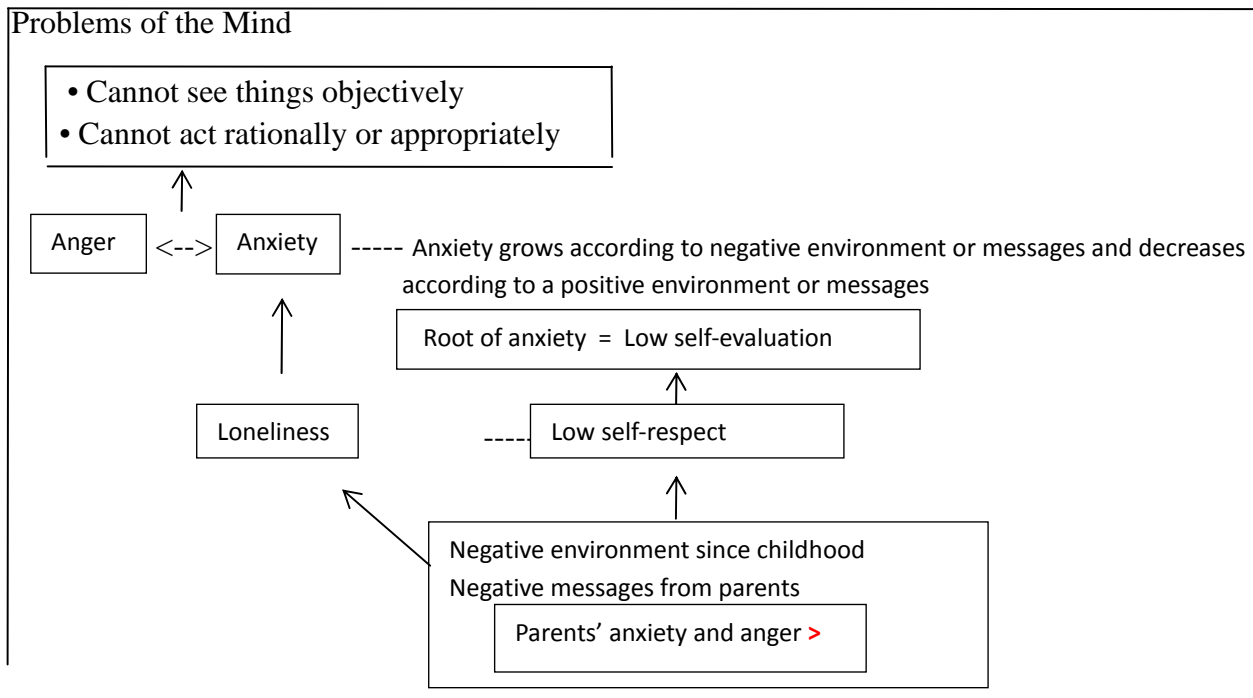 Problems of the Mind
• Cannot see things objectively
• Cannot act rationally or appropriately
Anger <--> Anxiety ----- Anxiety grows according to negative environment or messages and decreases
according to a positive environment or messages
Root of anxiety = Low self-evaluation
Loneliness ----- Low self-respect
Negative environment since childhood
Negative messages from parents
Parents’ anxiety and anger >